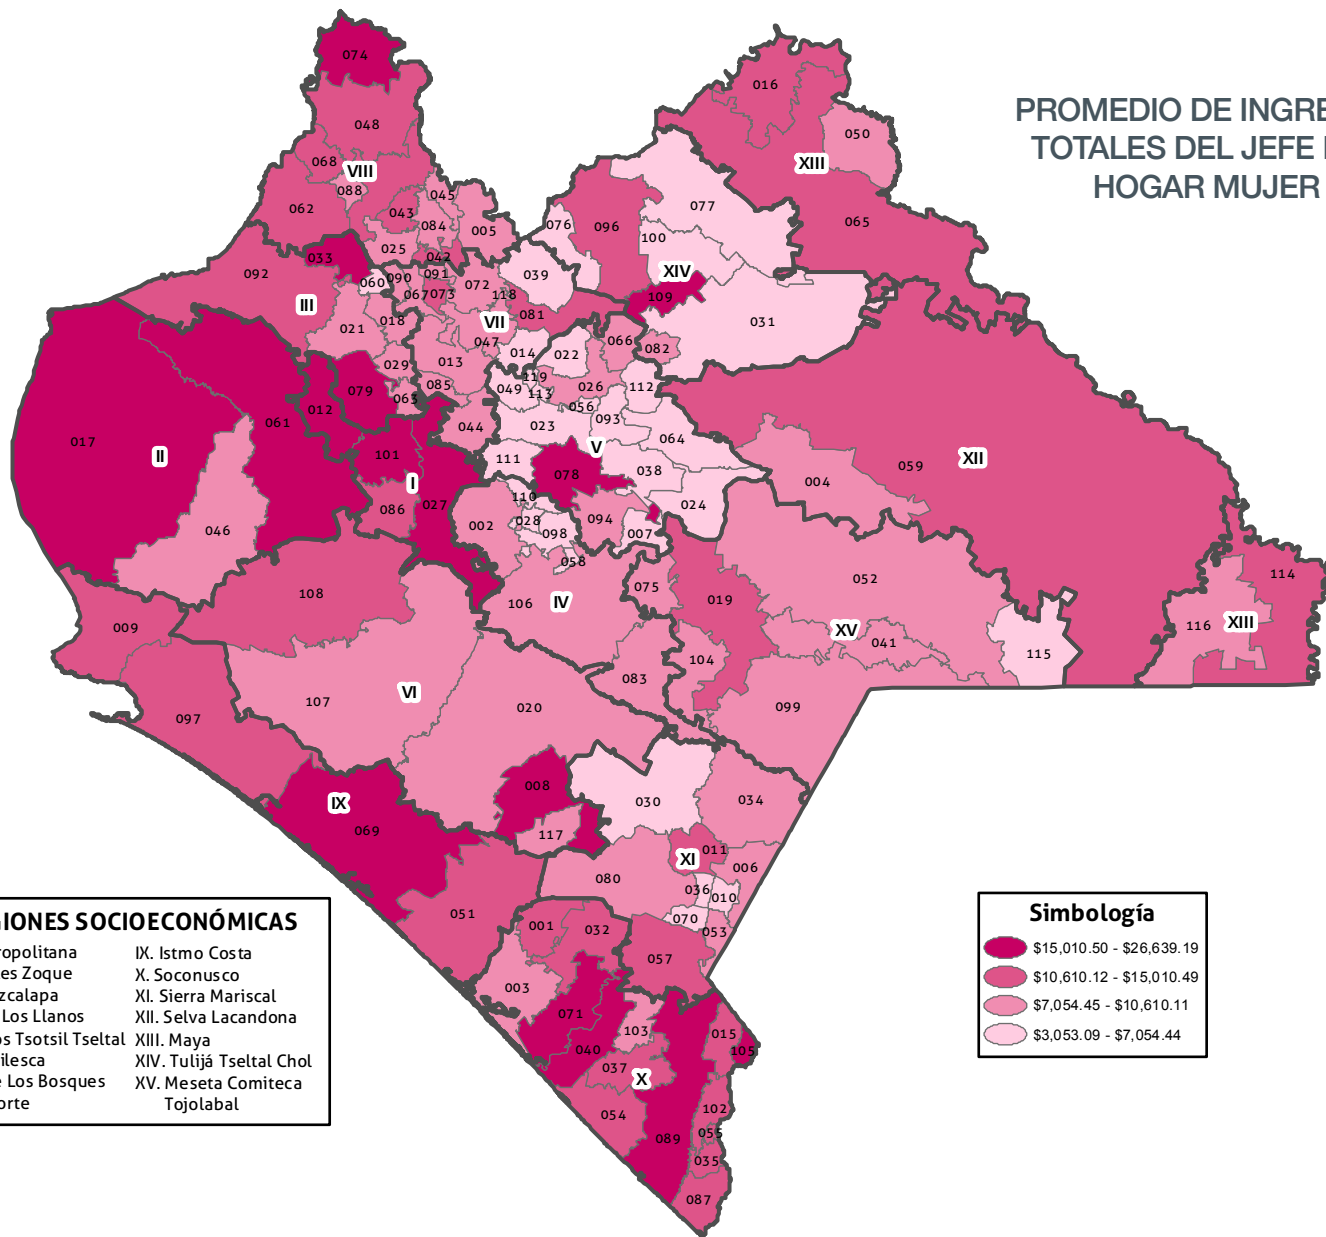 PROMEDIO DE INGRE
TOTALES DEL JEFE
HOGAR MUJER
074
048
068
VIII
088
062
043
045
084
005
025
042
033
092
060
090
091
067
073
072
118
III
018
021
VII
081
047
029
013
014
022
066
082
039
076
096
077
100
XIV
109
031
016
050
XIII
065
017
II
061
012
079
063
085
044
049
119
113
026
112
056
093
023
064
V
111
078
038
024
101
I
027
086
046
110
028
098
002
094
007
058
004
059
XII
108
106
IV
075
019
052
XV
041
115
116
XIII
114
009
104
083
099
107
VI
020
097
008
030
034
IX
069
117
XI
011
006
080
036
010
070
053
051
001
032
057
003
071
040
103
015
105
037
X
054
102
055
089
035
087
GIONES SOCIOECONÓMICAS
ropolitana
es Zoque
zcalapa
Los Llanos
os Tsotsil Tseltal
ilesca
e Los Bosques
orte
IX. Istmo Costa
X. Soconusco
XI. Sierra Mariscal
XII. Selva Lacandona
XIII. Maya
XIV. Tulijá Tseltal Chol
XV. Meseta Comiteca
Tojolabal
Simbología
$15,010.50 - $26,639.19
$10,610.12 - $15,010.49
$7,054.45 - $10,610.11
$3,053.09 - $7,054.44